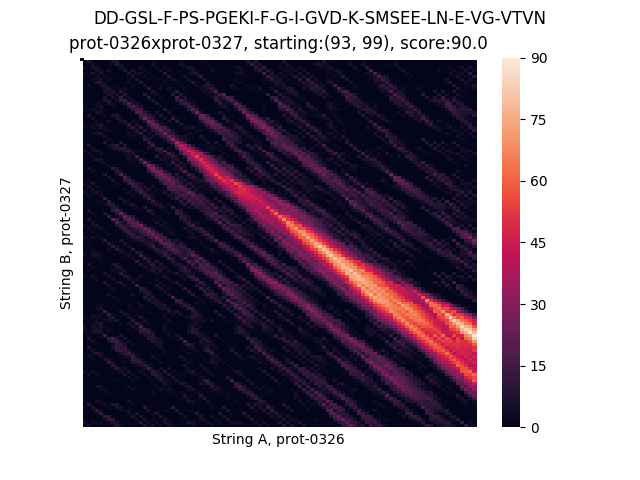 DD-GSL-F-PS-PGEKI-F-G-I-GVD-K-SMSEE-LN-E-VG-VTVN
prot-0326xprot-0327, starting:(93, 99), score:90.0
90
75
60
45
30
15
0
String B, prot-0327
String A, prot-0326